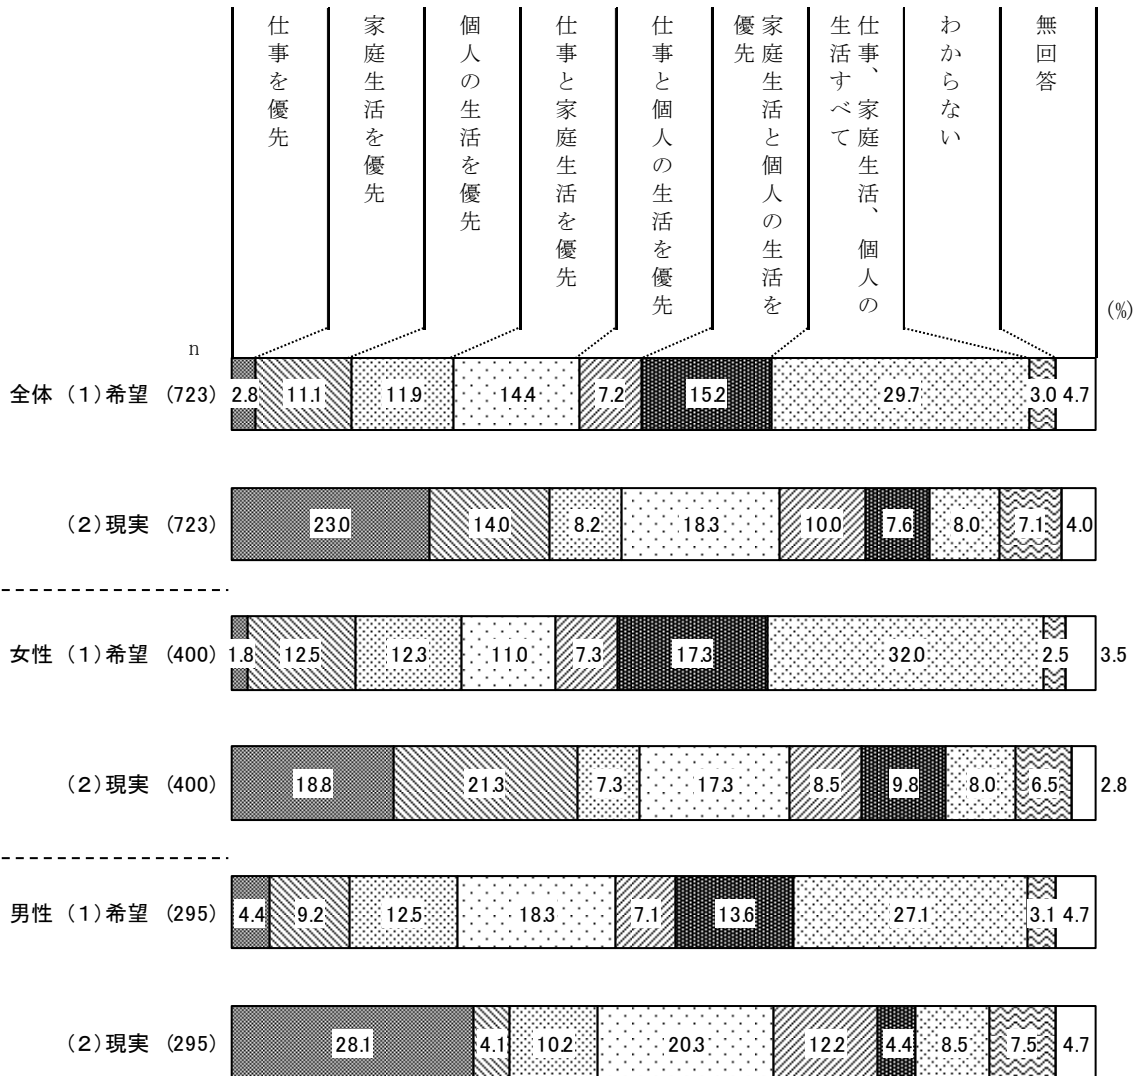 仕事を優先
家庭生活を優先
個人の生活を優先
仕事と家庭生活を優先
仕事と個人の生活を優先
家庭生活と個人の生活を
優先
仕事、家庭生活、個人の
生活すべて
わからない
無回答
(%)
n
全体 (1)希望 (723) 2.8 11.1 11.9 14.4 7.2 15.2 29.7 3.0 4.7
(2)現実 (723) 23.0 14.0 8.2 18.3 10.0 7.6 8.0 7.1 4.0
女性 (1)希望 (400) 1.8 12.5 12.3 11.0 7.3 17.3 32.0 2.5 3.5
(2)現実 (400) 18.8 21.3 7.3 17.3 8.5 9.8 8.0 6.5 2.8
男性 (1)希望 (295) 4.4 9.2 12.5 18.3 7.1 13.6 27.1 3.1 4.7
(2)現実 (295) 28.1 4.1 10.2 20.3 12.2 4.4 8.5 7.5 4.7